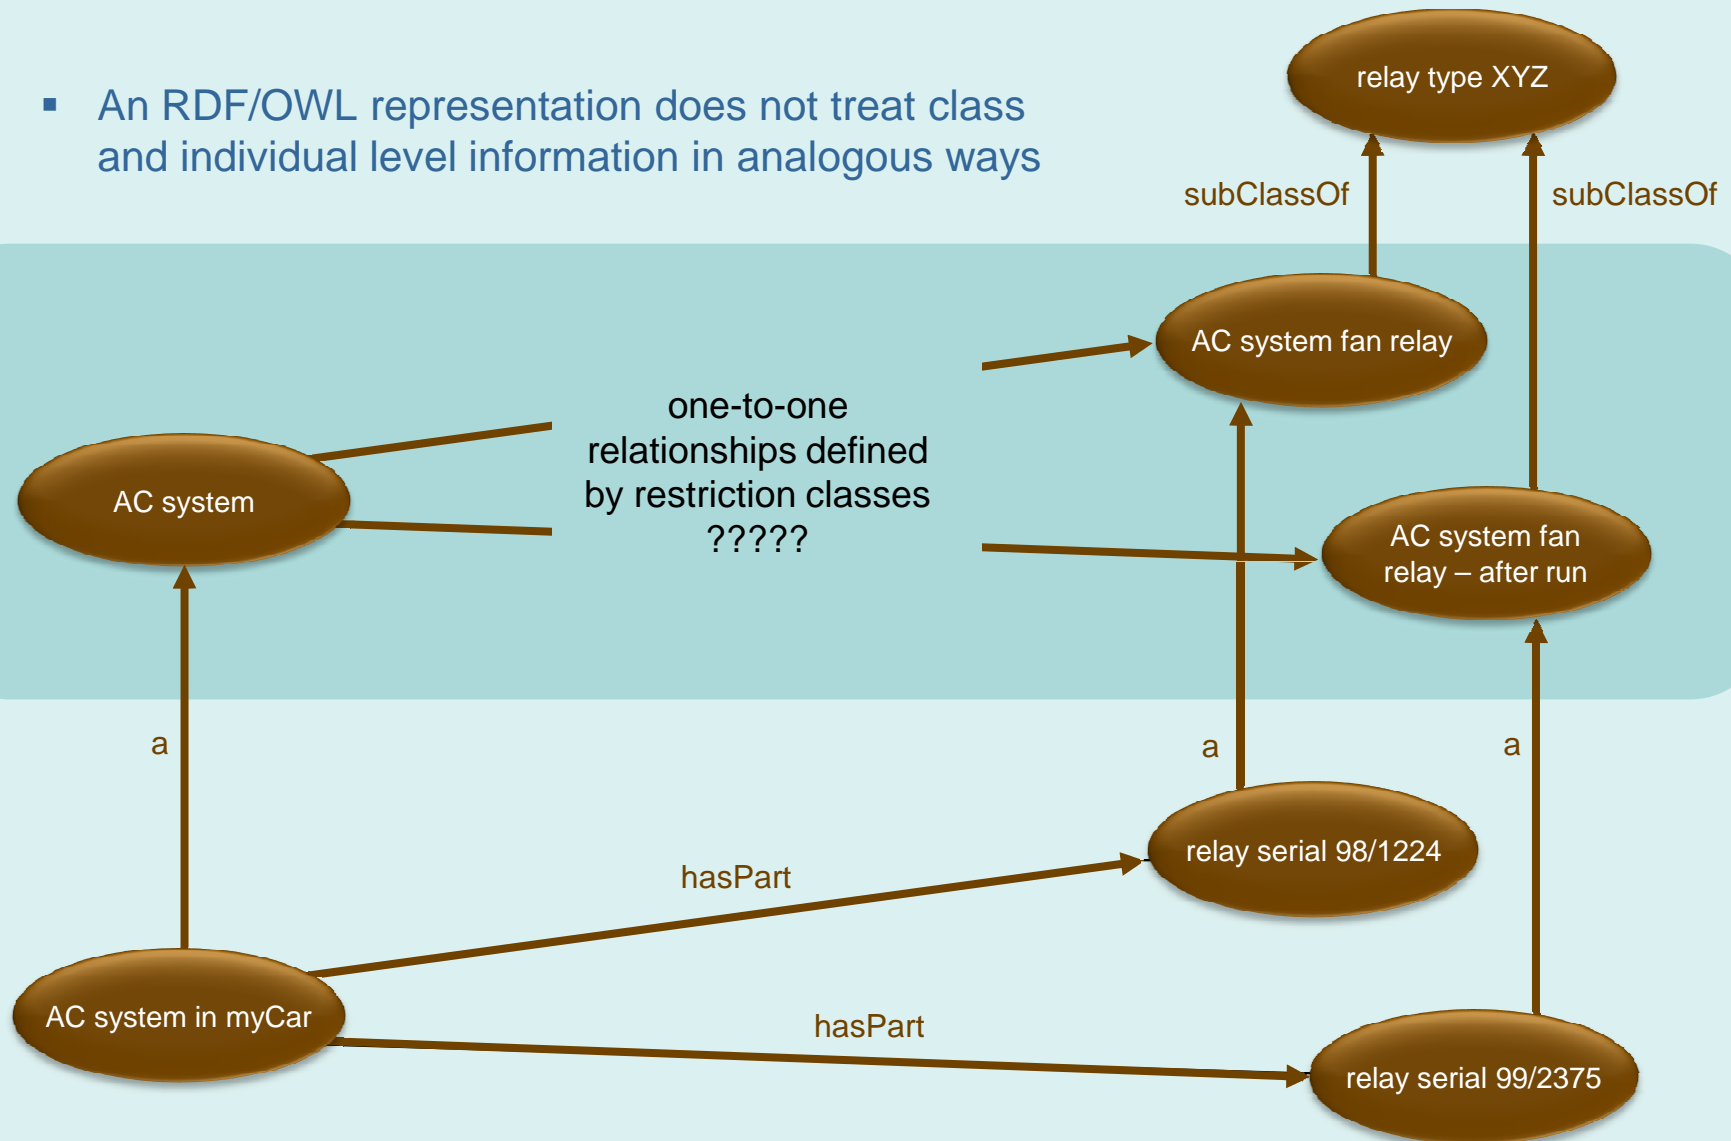 relay type XYZ
▪ An RDF/OWL representation does not treat class
and individual level information in analogous ways
subClassOf
subClassOf
AC system fan relay
one-to-one
relationships defined
by restriction classes
?????
AC system
AC system fan
relay – after run
a
a
a
relay serial 98/1224
hasPart
AC system in myCar
hasPart
relay serial 99/2375